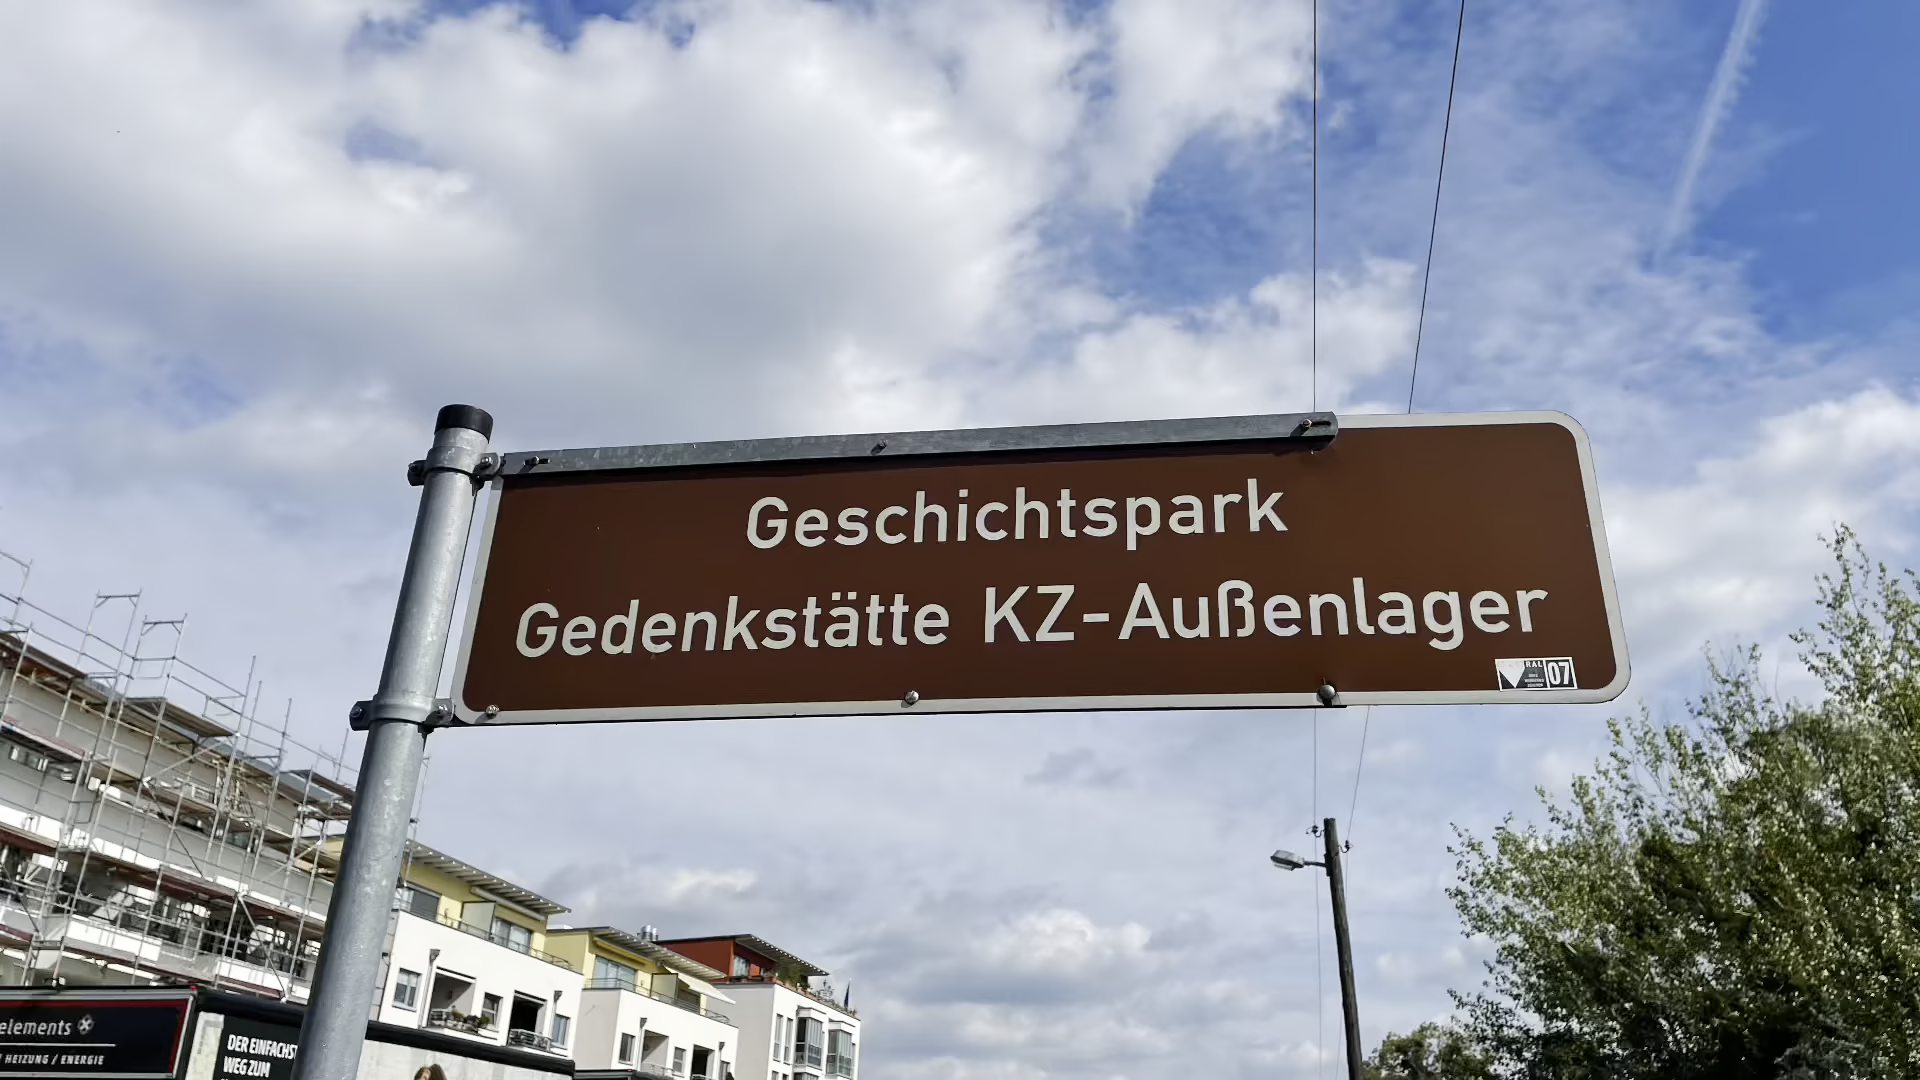 Geschichtspark
Gedenkstätte KZ-Außenlager
RAL
07
elements
HEIZUNG / ENERGIE
DER EINFACHS
WEG ZUM